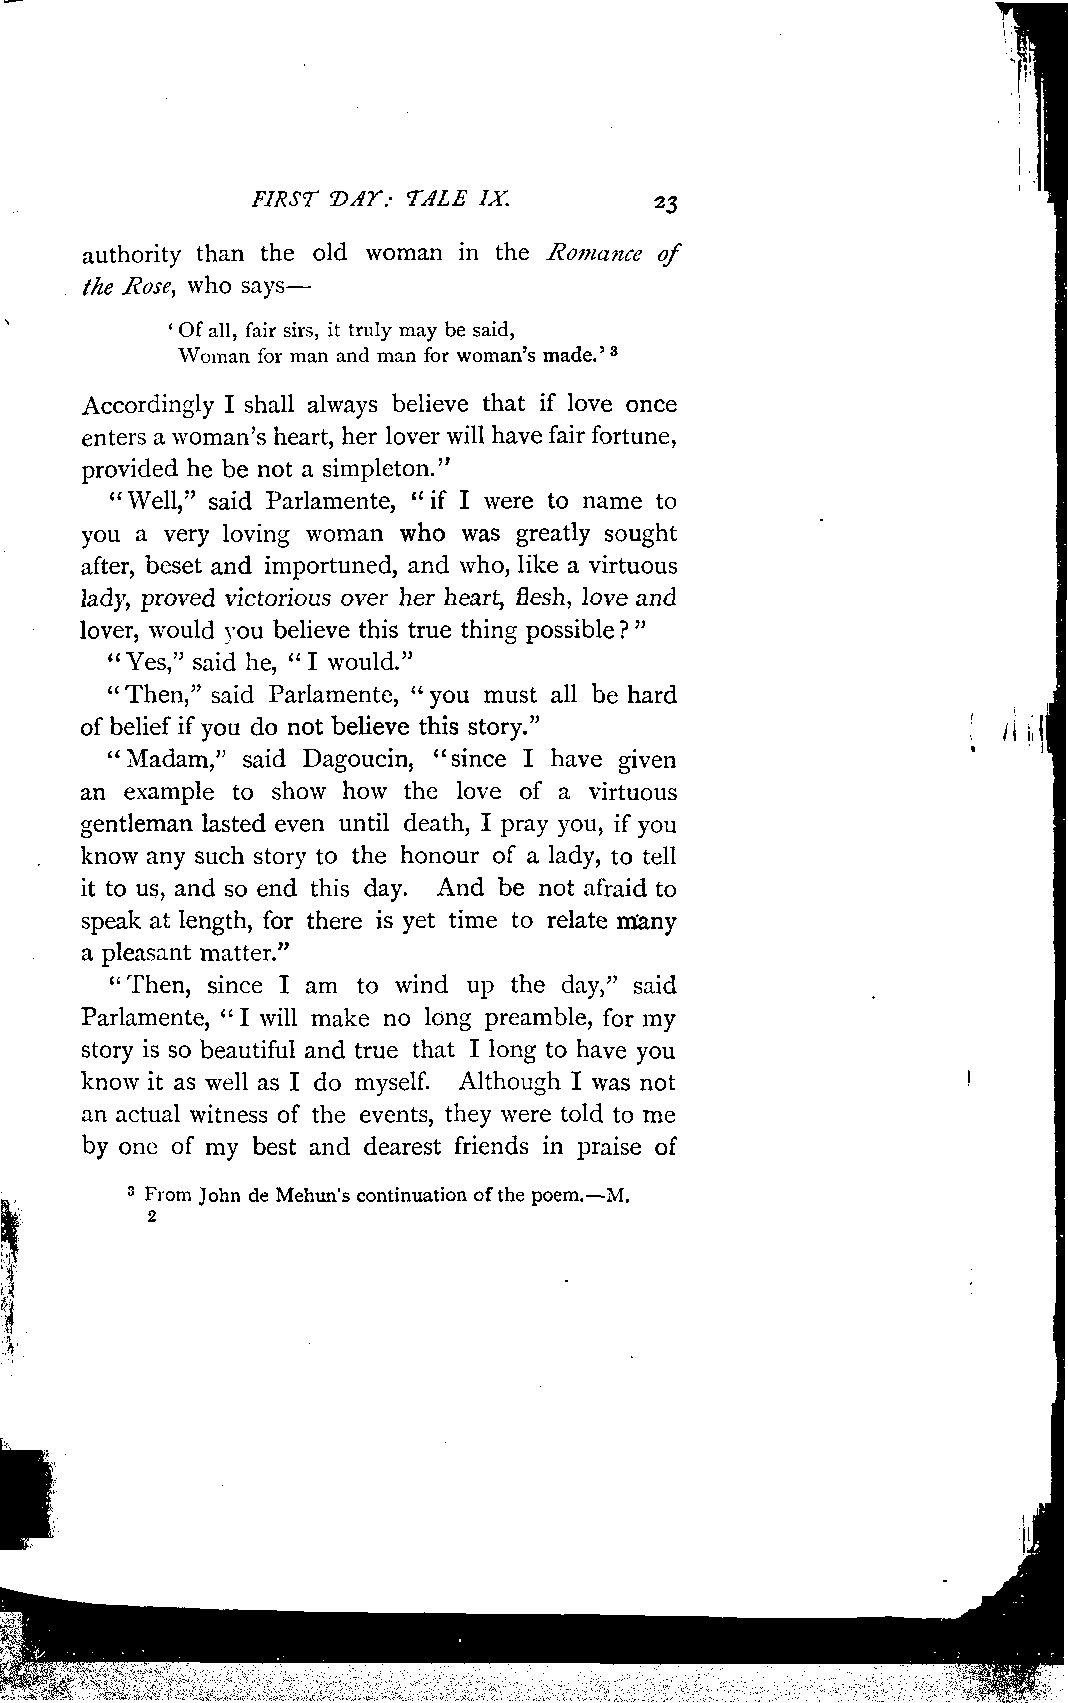 FIRST DAY: TALE IX. 23
authority than the old woman in the Romance of
the Rose, who says—
‘Of all, fair sirs, it truly may be said,
Woman for man and man for woman’s made.’ 3
Accordingly I shall always believe that if love once
enters a woman’s heart, her lover will have fair fortune,
provided he be not a simpleton.”
“Well,” said Parlamente, “if I were to name to
you a very loving woman who was greatly sought
after, beset and importuned, and who, like a virtuous
lady, proved victorious over her heart, flesh, love and
lover, would you believe this true thing possible?”
“Yes,” said he, “I would.”
“Then,” said Parlamente, “you must all be hard
of belief if you do not believe this story.”
“Madam,” said Dagoucin, “since I have given
an example to show how the love of a virtuous
gentleman lasted even until death, I pray you, if you
know any such story to the honour of a lady, to tell
it to us, and so end this day. And be not afraid to
speak at length, for there is yet time to relate many
a pleasant matter.”
“Then, since I am to wind up the day,” said
Parlamente, “I will make no long preamble, for my
story is so beautiful and true that I long to have you
know it as well as I do myself. Although I was not
an actual witness of the events, they were told to me
by one of my best and dearest friends in praise of
3 From John de Mehun’s continuation of the poem.—M.
2